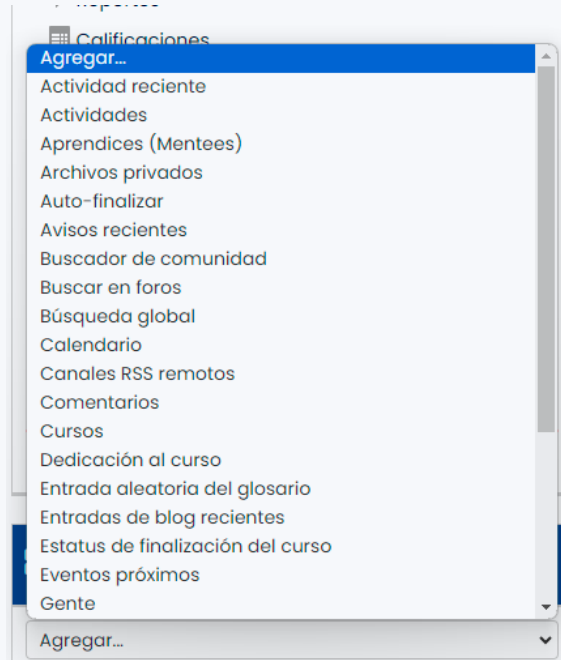 Reportes
Calificaciones
Agregar...
Actividad reciente
Actividades
Aprendices (Mentees)
Archivos privados
Auto-finalizar
Avisos recientes
Buscador de comunidad
Buscar en foros
Búsqueda global
Calendario
Canales RSS remotos
Comentarios
Cursos
Dedicación al curso
Entrada aleatoria del glosario
Entradas de blog recientes
Estatus de finalización del curso
Eventos próximos
Gente
Agregar...